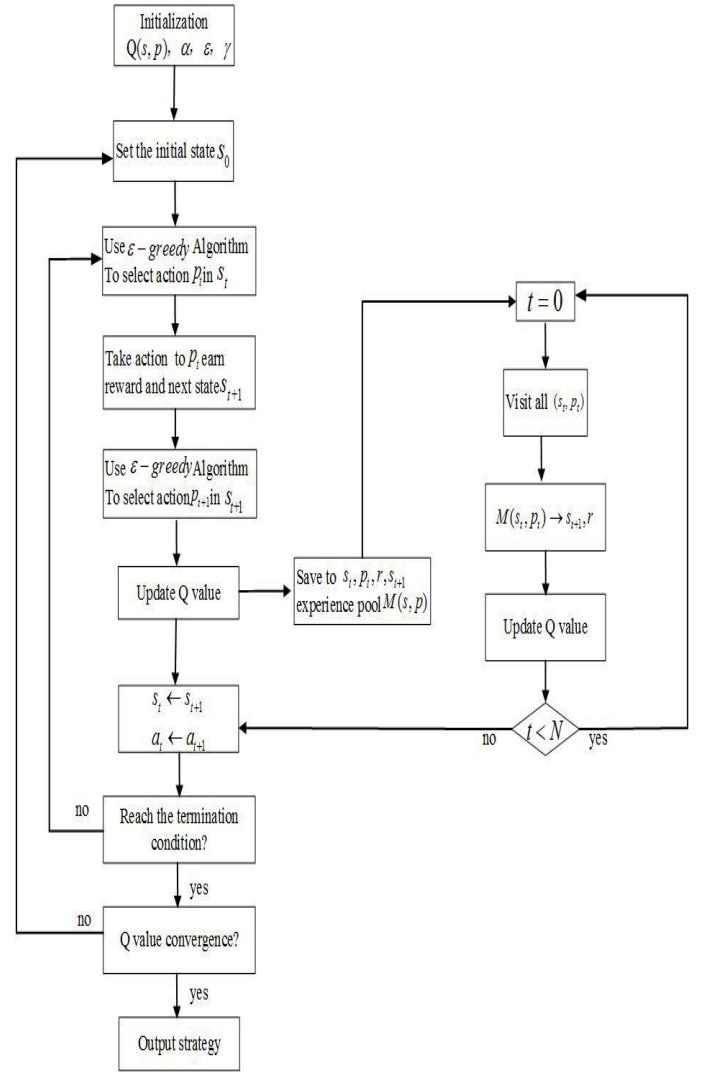 Initialization
Q(s, p), α, ε, γ
Set the initial state s₀
Use ε − greedy Algorithm
To select action pₜ in sₜ
Take action to pₜ earn
reward and next state sₜ₊₁
Use ε − greedy Algorithm
To select action pₜ₊₁ in sₜ₊₁
Update Q value
Save to sₜ, pₜ, r, sₜ₊₁
experience pool M(s, p)
t = 0
Visit all (sₜ, pₜ)
M(sₜ, pₜ) → sₜ₊₁, r
Update Q value
t < N
no
yes
sₜ ← sₜ₊₁
aₜ ← aₜ₊₁
no
Reach the termination
condition?
yes
no
Q value convergence?
yes
Output strategy